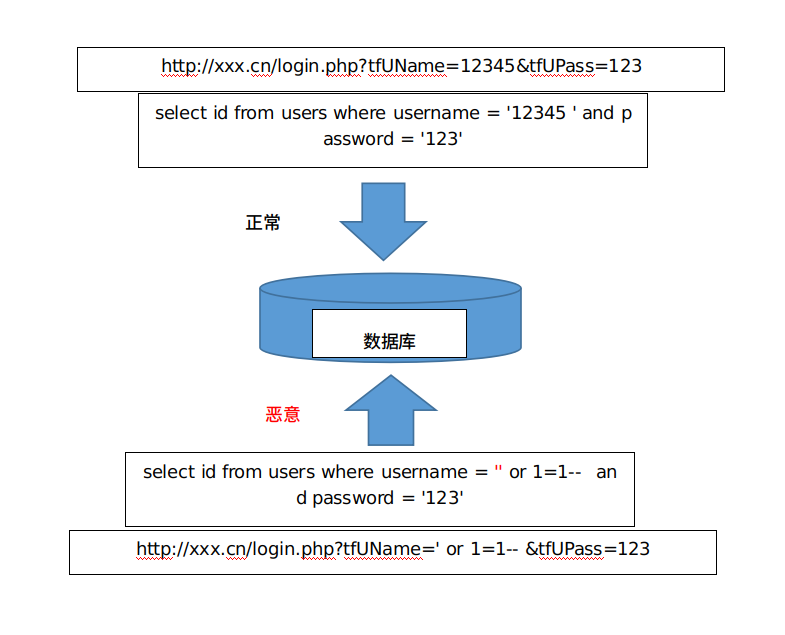 http://xxx.cn/login.php?tfUName=12345&tfUPass=123
select id from users where username = '12345 ' and p
assword = '123'
正常
数据库
恶意
select id from users where username = '' or 1=1--  an
d password = '123'
http://xxx.cn/login.php?tfUName=' or 1=1-- &tfUPass=123